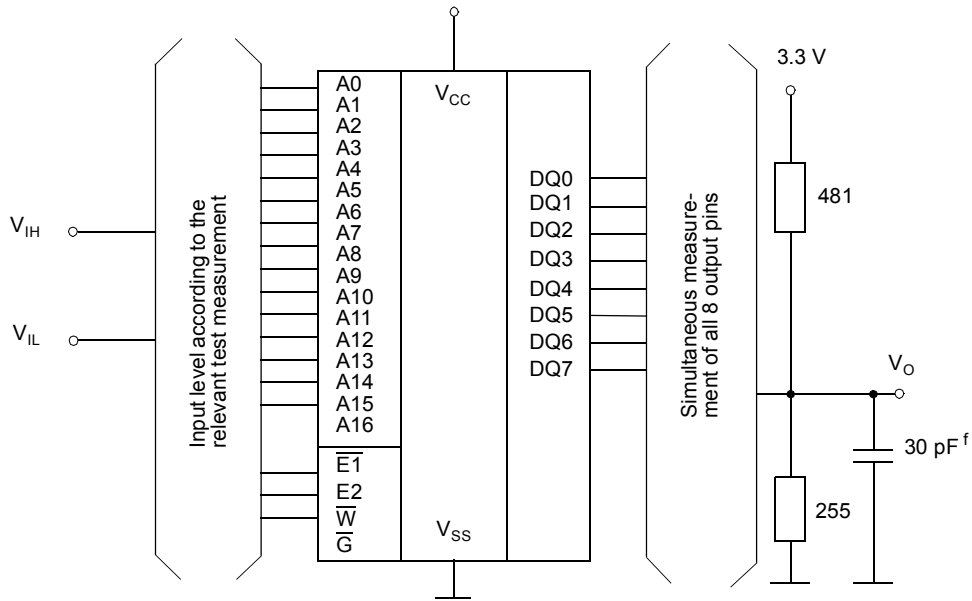 V_IH
V_IL
Input level according to the
relevant test measurement
A0
A1
A2
A3
A4
A5
A6
A7
A8
A9
A10
A11
A12
A13
A14
A15
A16
E1
E2
W
G
V_CC
V_SS
DQ0
DQ1
DQ2
DQ3
DQ4
DQ5
DQ6
DQ7
Simultaneous measure-
ment of all 8 output pins
3.3 V
481
V_O
30 pF^f
255